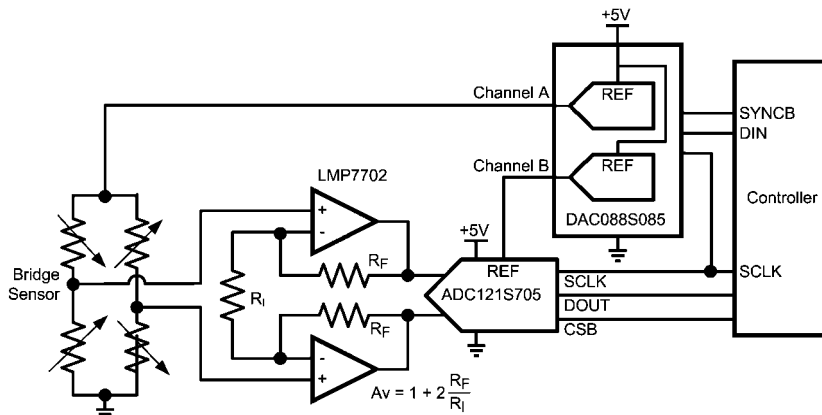 +5V
Channel A
REF
SYNCB
DIN
Channel B
REF
LMP7702
DAC088S085
Controller
+5V
+
-
REF
SCLK
Bridge
Sensor
R_F
R_I
ADC121S705
SCLK
DOUT
R_F
CSB
-
+
Av = 1 + 2 R_F/R_I